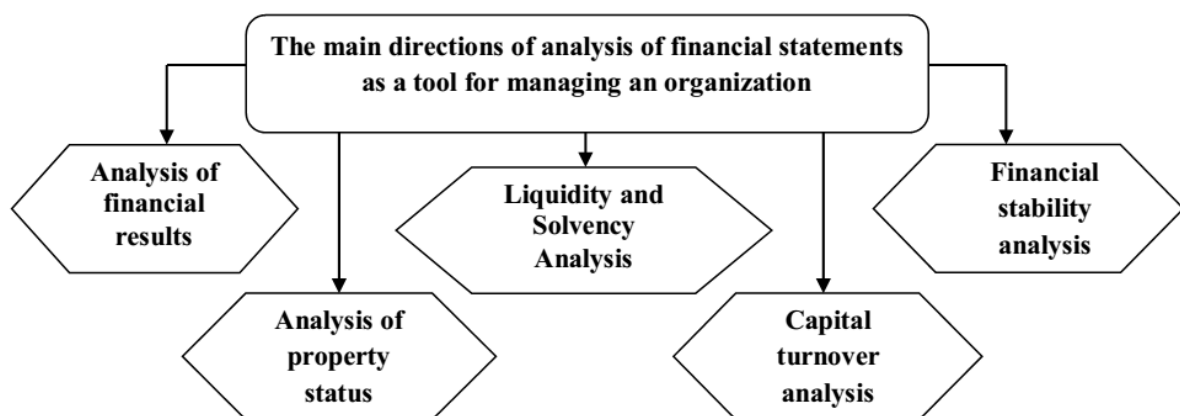 The main directions of analysis of financial statements
as a tool for managing an organization
Analysis of
financial
results
Liquidity and
Solvency
Analysis
Financial
stability
analysis
Analysis of
property
status
Capital
turnover
analysis